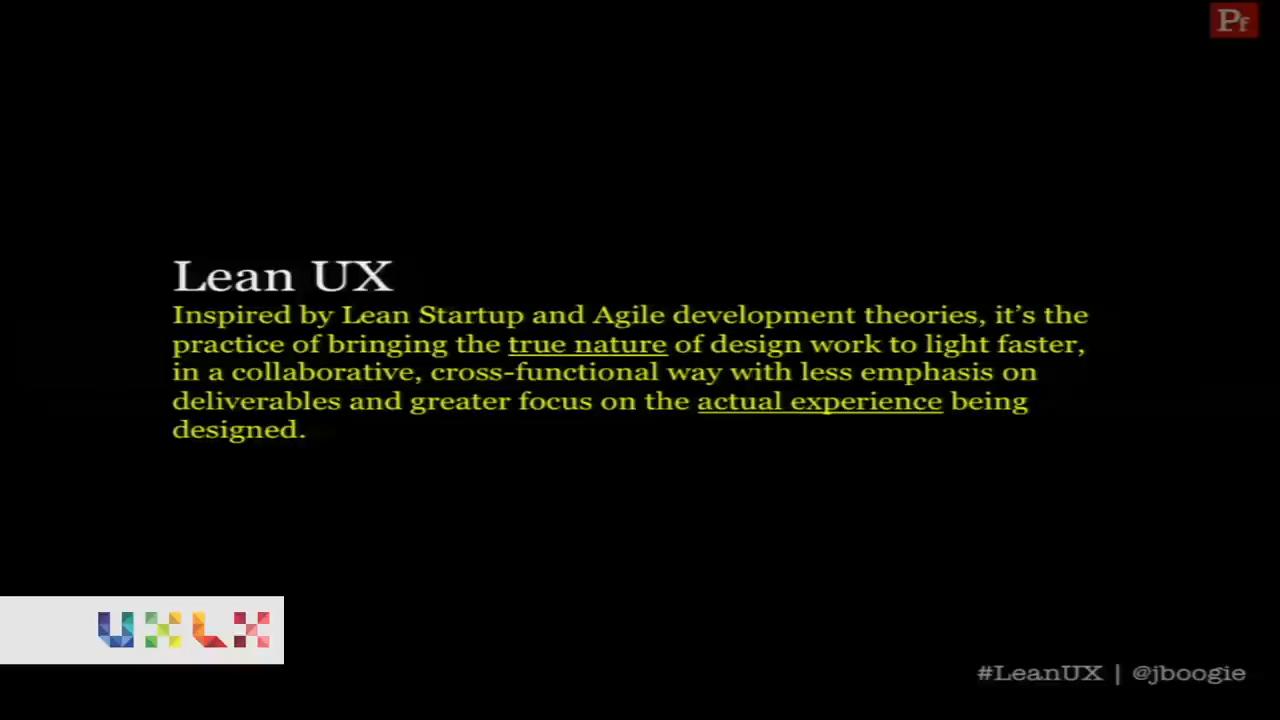 Pf
Lean UX
Inspired by Lean Startup and Agile development theories, it’s the
practice of bringing the true nature of design work to light faster,
in a collaborative, cross-functional way with less emphasis on
deliverables and greater focus on the actual experience being
designed.
UXLX
#LeanUX | @jboogie